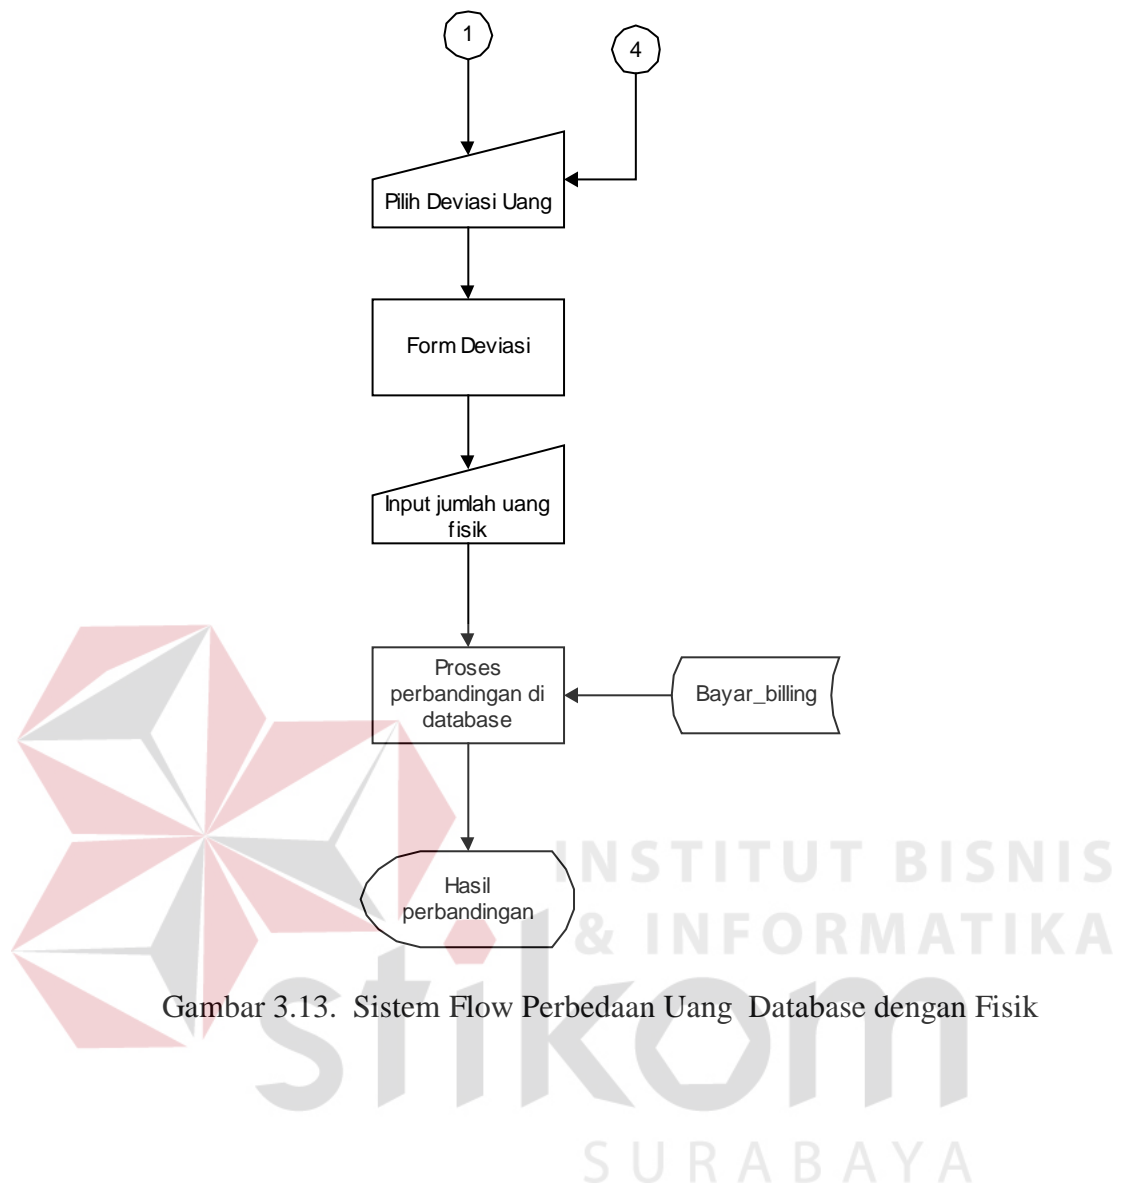 1
4
Pilih Deviasi Uang
Form Deviasi
Input jumlah uang
fisik
Proses
perbandingan di
database
Bayar_billing
Hasil
perbandingan
INSTITUT BISNIS
& INFORMATIKA
stikom
SURABAYA
Gambar 3.13.  Sistem Flow Perbedaan Uang  Database dengan Fisik